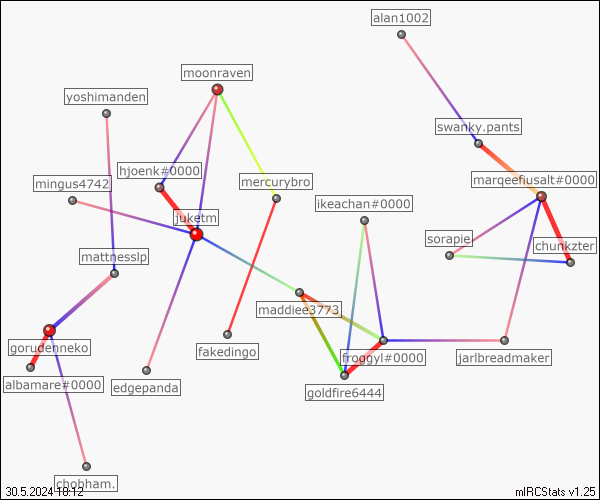 alan1002
moonraven
yoshimanden
swanky.pants
hjoenk#0000
mingus4742
mercurybro
marqeefiusalt#0000
ikeachan#0000
juketm
sorapie
chunkzter
mattnesslp
maddiee3773
gorudenneko
fakedingo
froggyl#0000
jarlbreadmaker
albamare#0000
edgepanda
goldfire6444
chobham.
30.5.2024 18:12
mIRCStats v1.25